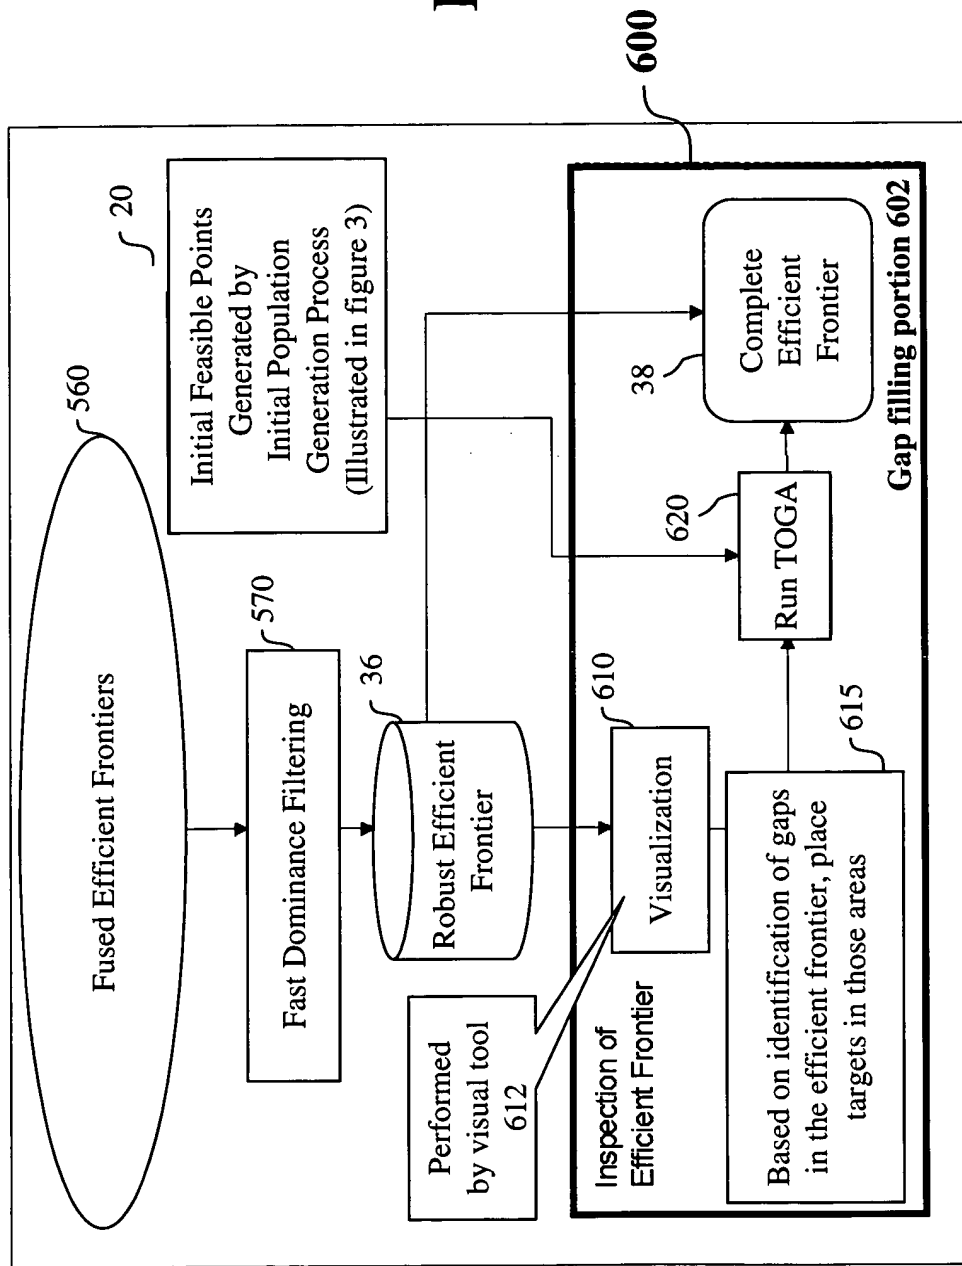 Fused Efficient Frontiers
560
Fast Dominance Filtering
570
20
Initial Feasible Points
Generated by
Initial Population
Generation Process
(Illustrated in figure 3)
Robust Efficient
Frontier
36
Performed
by visual tool
612
600
Inspection of
Efficient Frontier
Visualization
610
Based on identification of gaps
in the efficient frontier, place
targets in those areas
615
Run TOGA
620
Complete
Efficient
Frontier
38
Gap filling portion 602